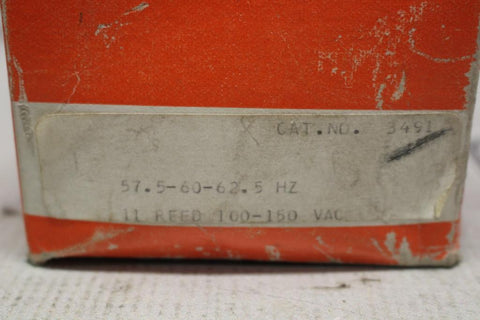 CAT.NO. 3491
57.5-60-62.5 HZ
11 REED 100-150 VAC